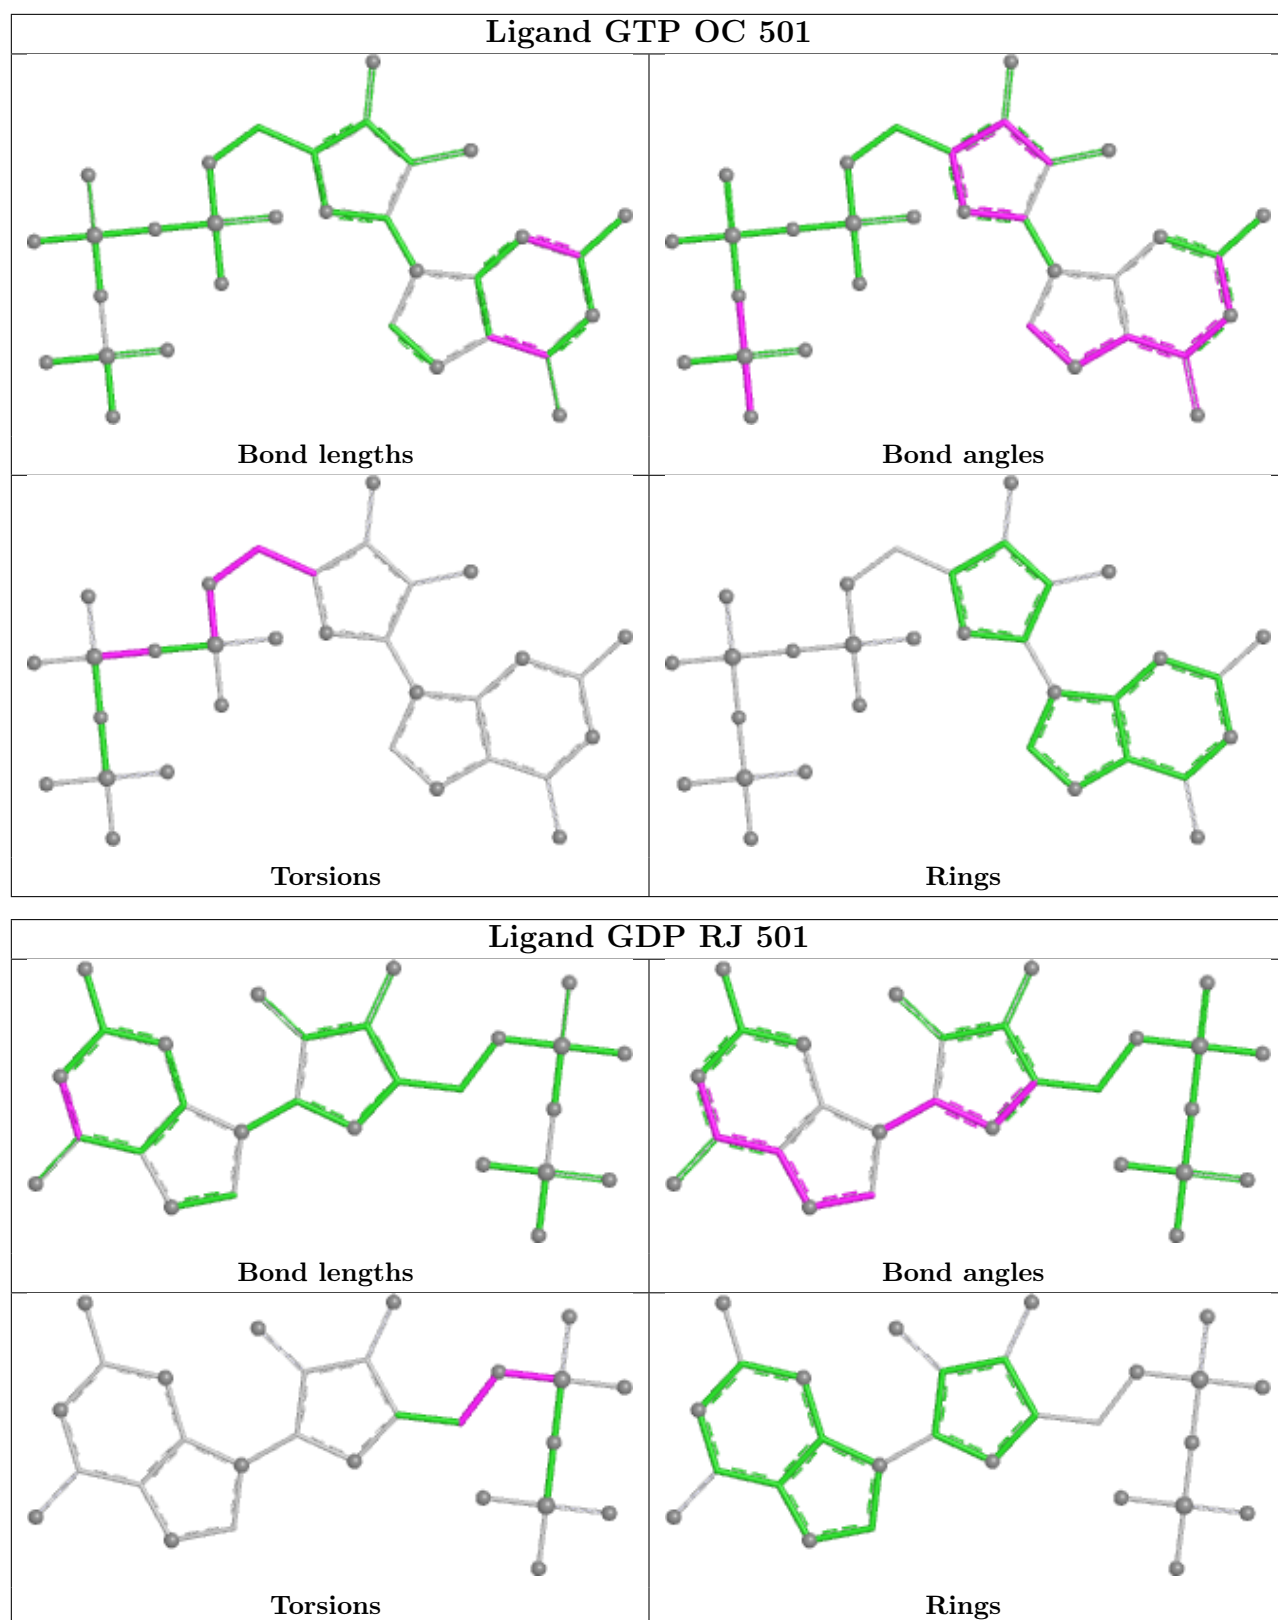 Ligand GTP OC 501
Bond lengths
Bond angles
Torsions
Rings
Ligand GDP RJ 501
Bond lengths
Bond angles
Torsions
Rings